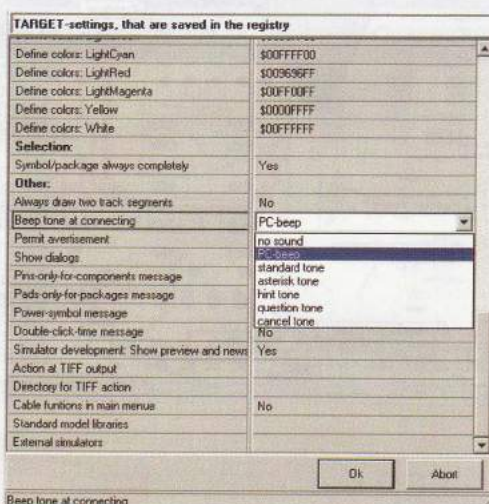 TARGET-settings, that are saved in the registry
Define colors: LightCyan $00FFFF00
Define colors: LightRed $009696FF
Define colors: LightMagenta $00FF00FF
Define colors: Yellow $0000FFFF
Define colors: White $00FFFFFF
Selection:
Symbol/package always completely Yes
Other:
Always draw two track segments No
Beep tone at connecting PC-beep
Permit avertisement no sound
Show dialogs PC-beep
standard tone
Pins-only-for-components message asterisk tone
Pads-only-for-packages message hint tone
question tone
Power-symbol message cancel tone
Double-click-time message No
Simulator development: Show preview and news Yes
Action at TIFF output
Directory for TIFF action
Cable funtions in main menue No
Standard model libraries
External simulators
Ok Abort
Beep tone at connecting